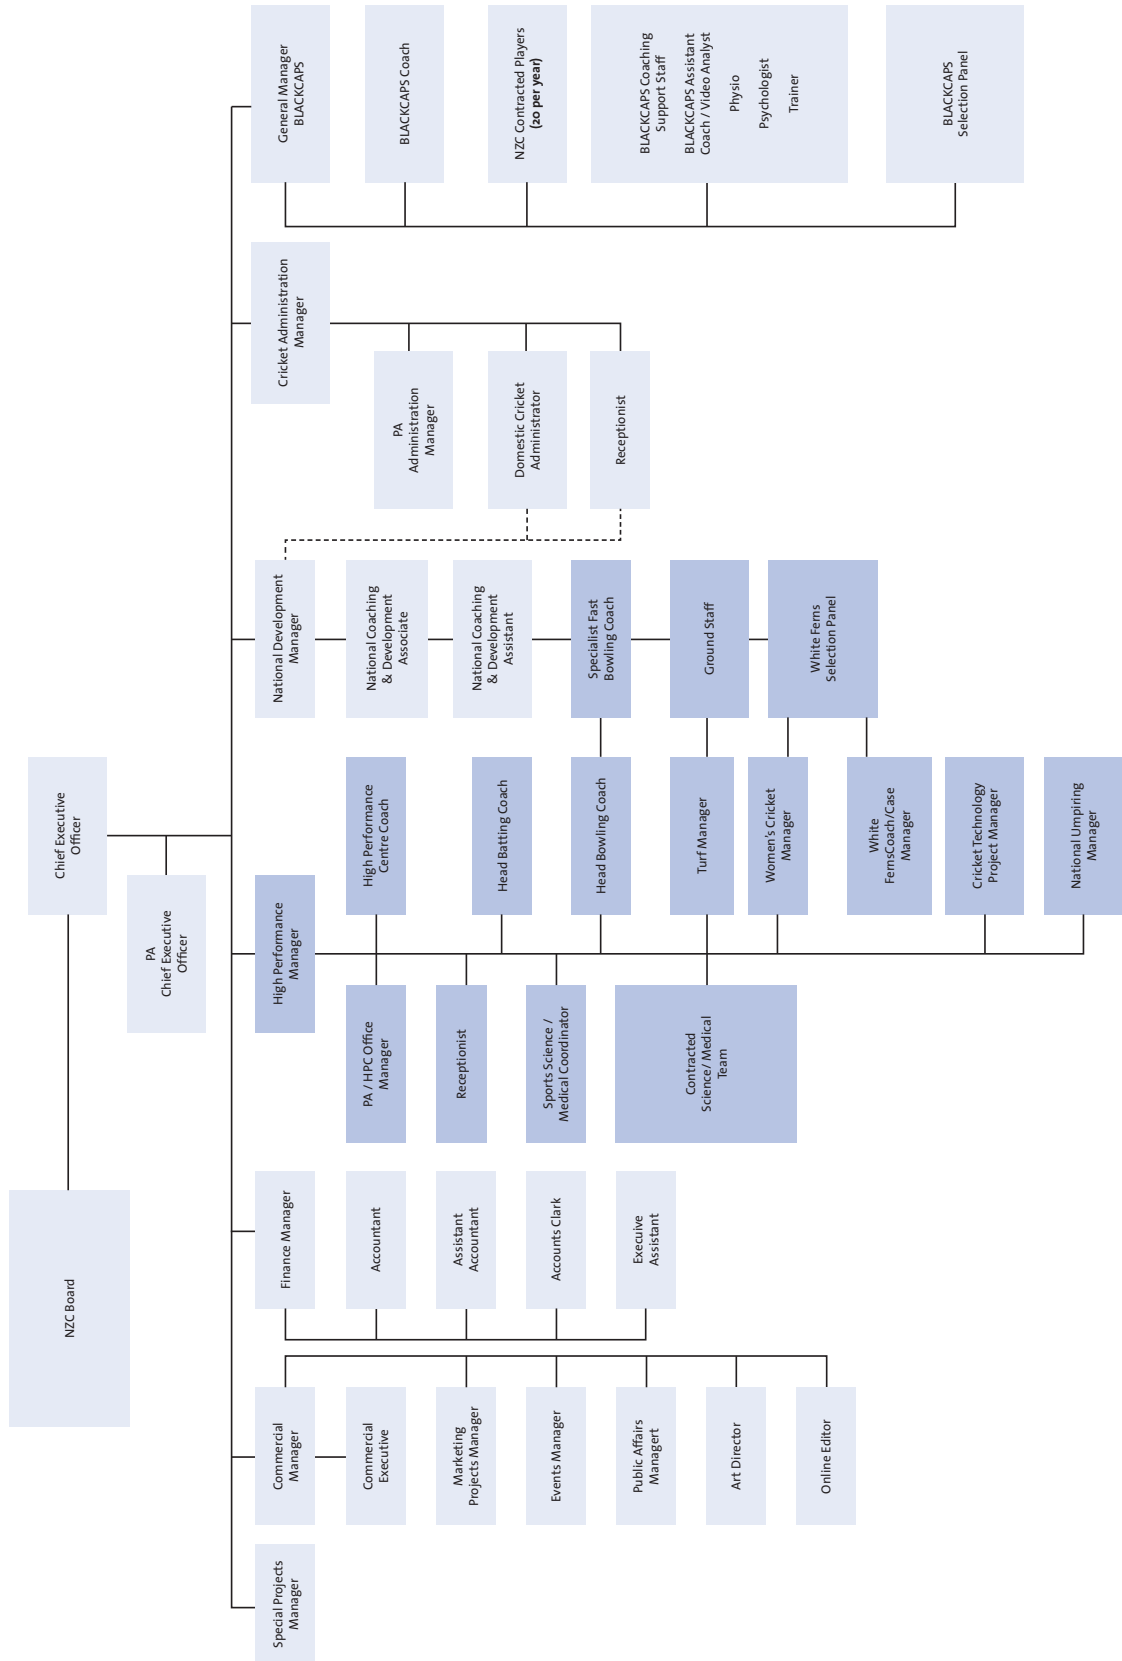 NZC Board
Chief Executive
Officer
PA
Chief Executive
Officer
Special Projects
Manager
Commercial
Manager
Commercial
Executive
Marketing
Projects Manager
Events Manager
Public Affairs
Managert
Art Director
Online Editor
Finance Manager
Accountant
Assistant
Accountant
Accounts Clark
Execuive
Assistant
High Performance
Manager
PA / HPC Office
Manager
Receptionist
Sports Science /
Medical Coordinator
Contracted
Science/ Medical
Team
High Performance
Centre Coach
Head Batting Coach
Head Bowling Coach
Turf Manager
Women's Cricket
Manager
White
FernsCoach/Case
Manager
Cricket Technology
Project Manager
National Umpiring
Manager
National Development
Manager
National Coaching
& Development
Associate
National Coaching
& Development
Assistant
Specialist Fast
Bowling Coach
Ground Staff
White Ferns
Selection Panel
Cricket Administration
Manager
PA
Administration
Manager
Domestic Cricket
Administrator
Receptionist
General Manager
BLACKCAPS
BLACKCAPS Coach
NZC Contracted Players
(20 per year)
BLACKCAPS Coaching
Support Staff
BLACKCAPS Assistant
Coach / Video Analyst
Physio
Psychologist
Trainer
BLACKCAPS
Selection Panel